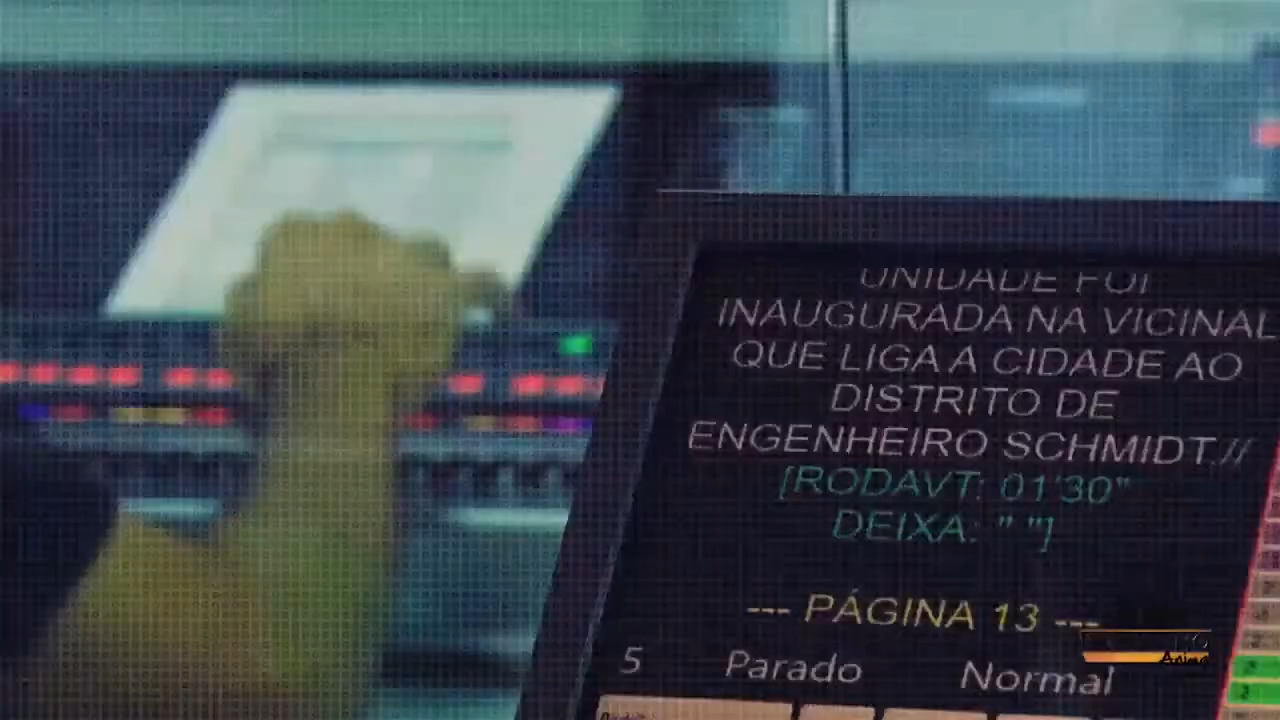 UNIDADE FOI
INAUGURADA NA VICINAL
QUE LIGA A CIDADE AO
DISTRITO DE
ENGENHEIRO SCHMIDT.//
[RODAVT: 01'30"
DEIXA: " "]
--- PÁGINA 13 ---
5 Parado Normal